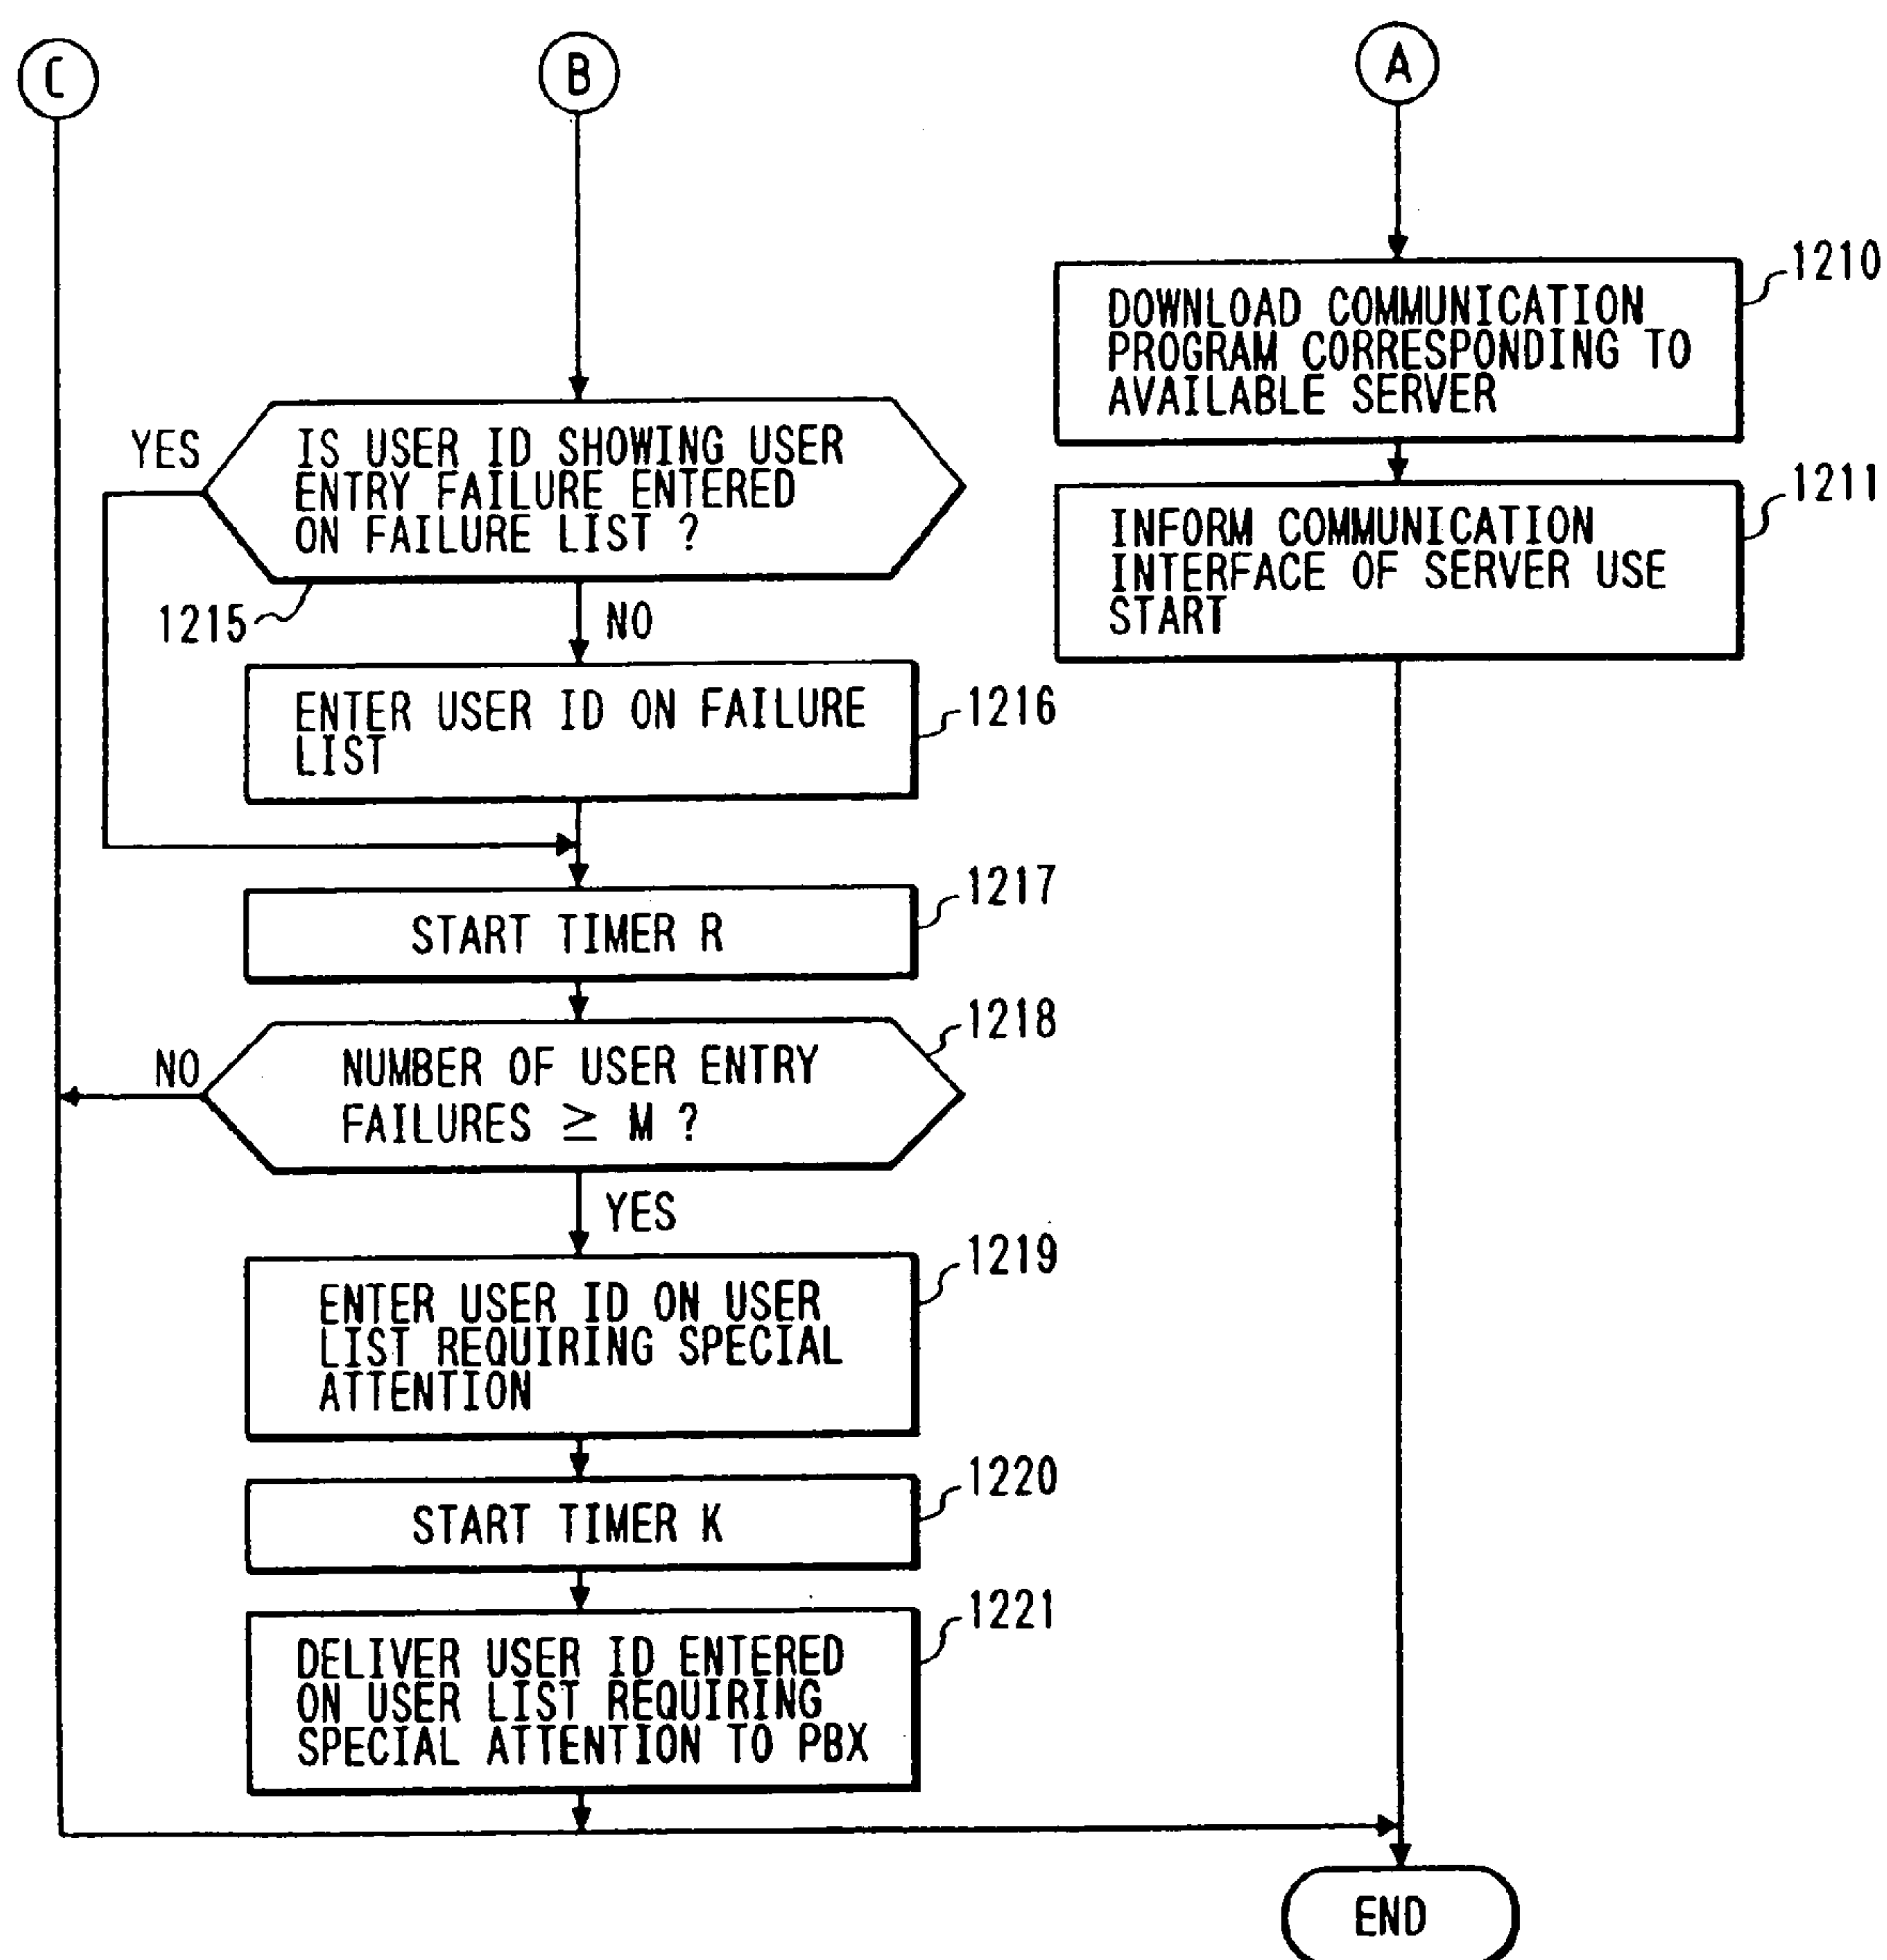 C
B
A
DOWNLOAD COMMUNICATION
PROGRAM CORRESPONDING TO
AVAILABLE SERVER
1210
INFORM COMMUNICATION
INTERFACE OF SERVER USE
START
1211
YES
IS USER ID SHOWING USER
ENTRY FAILURE ENTERED
ON FAILURE LIST ?
1215
NO
ENTER USER ID ON FAILURE
LIST
1216
START TIMER R
1217
NO
NUMBER OF USER ENTRY
FAILURES ≥ M ?
1218
YES
ENTER USER ID ON USER
LIST REQUIRING SPECIAL
ATTENTION
1219
START TIMER K
1220
DELIVER USER ID ENTERED
ON USER LIST REQUIRING
SPECIAL ATTENTION TO PBX
1221
END